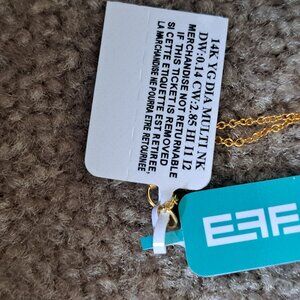 14K YG DIA MULTI NK
DW:0.14 CW:2.85 HI I1 I2
MERCHANDISE NOT RETURNABLE
IF THIS TICKET IS REMOVED
SI CETTE ETIQUETTE EST RETIREE,
LA MARCHANDISE NE POURRA ETRE RETOURNEE
EFF